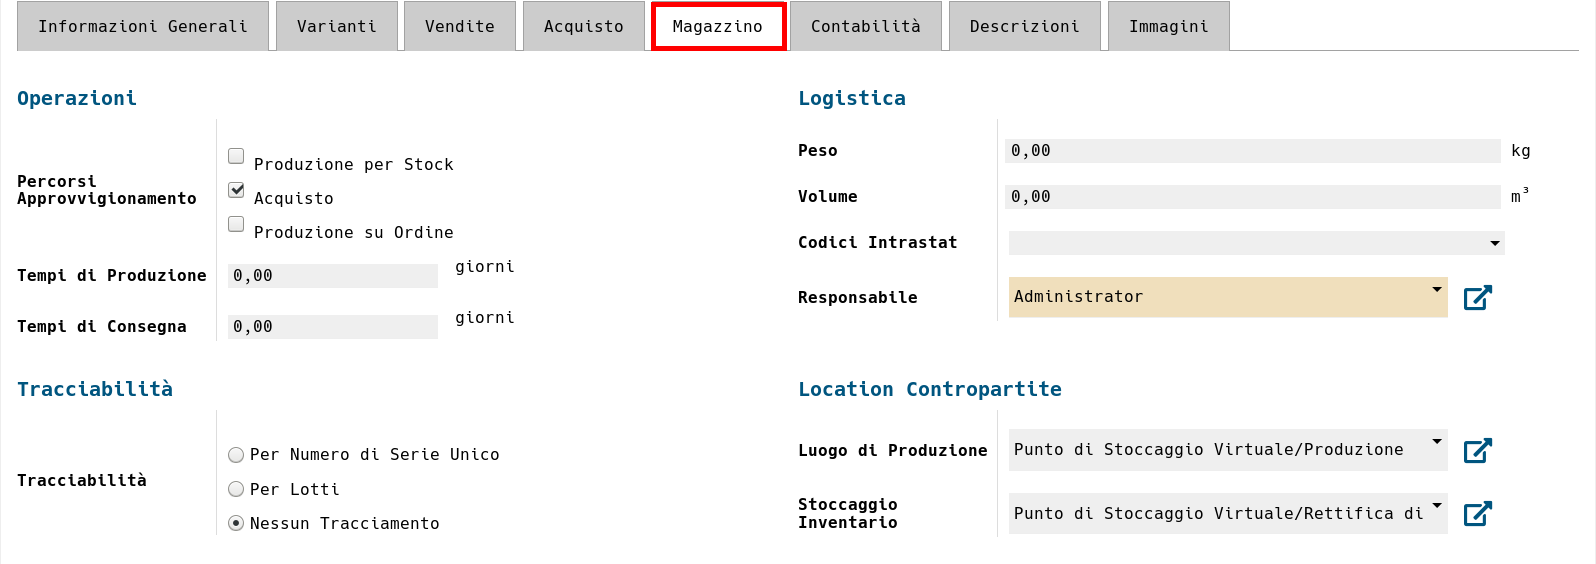 Informazioni Generali Varianti Vendite Acquisto Magazzino Contabilità Descrizioni Immagini
Operazioni
Percorsi
Approvvigionamento
Produzione per Stock
Acquisto
Produzione su Ordine
Tempi di Produzione 0,00 giorni
Tempi di Consegna 0,00 giorni
Logistica
Peso 0,00 kg
Volume 0,00 m³
Codici Intrastat
Responsabile Administrator
Tracciabilità
Tracciabilità
Per Numero di Serie Unico
Per Lotti
Nessun Tracciamento
Location Contropartite
Luogo di Produzione Punto di Stoccaggio Virtuale/Produzione
Stoccaggio
Inventario
Punto di Stoccaggio Virtuale/Rettifica di